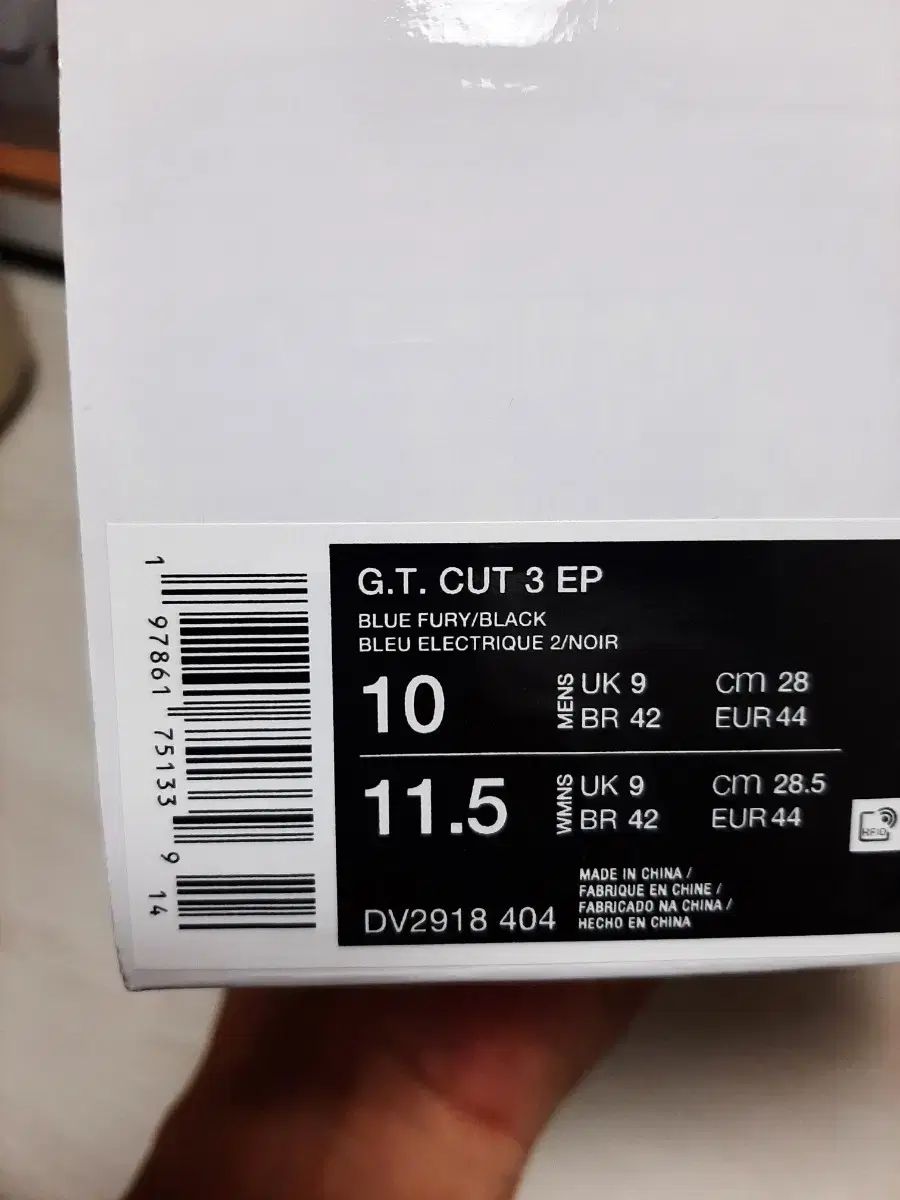 1 97861 75133 9 14
G.T. CUT 3 EP
BLUE FURY/BLACK
BLEU ELECTRIQUE 2/NOIR
10 MENS UK 9 cm 28
BR 42 EUR 44
11.5 WMNS UK 9 cm 28.5
BR 42 EUR 44
RFID
DV2918 404
MADE IN CHINA /
FABRIQUE EN CHINE /
FABRICADO NA CHINA /
HECHO EN CHINA